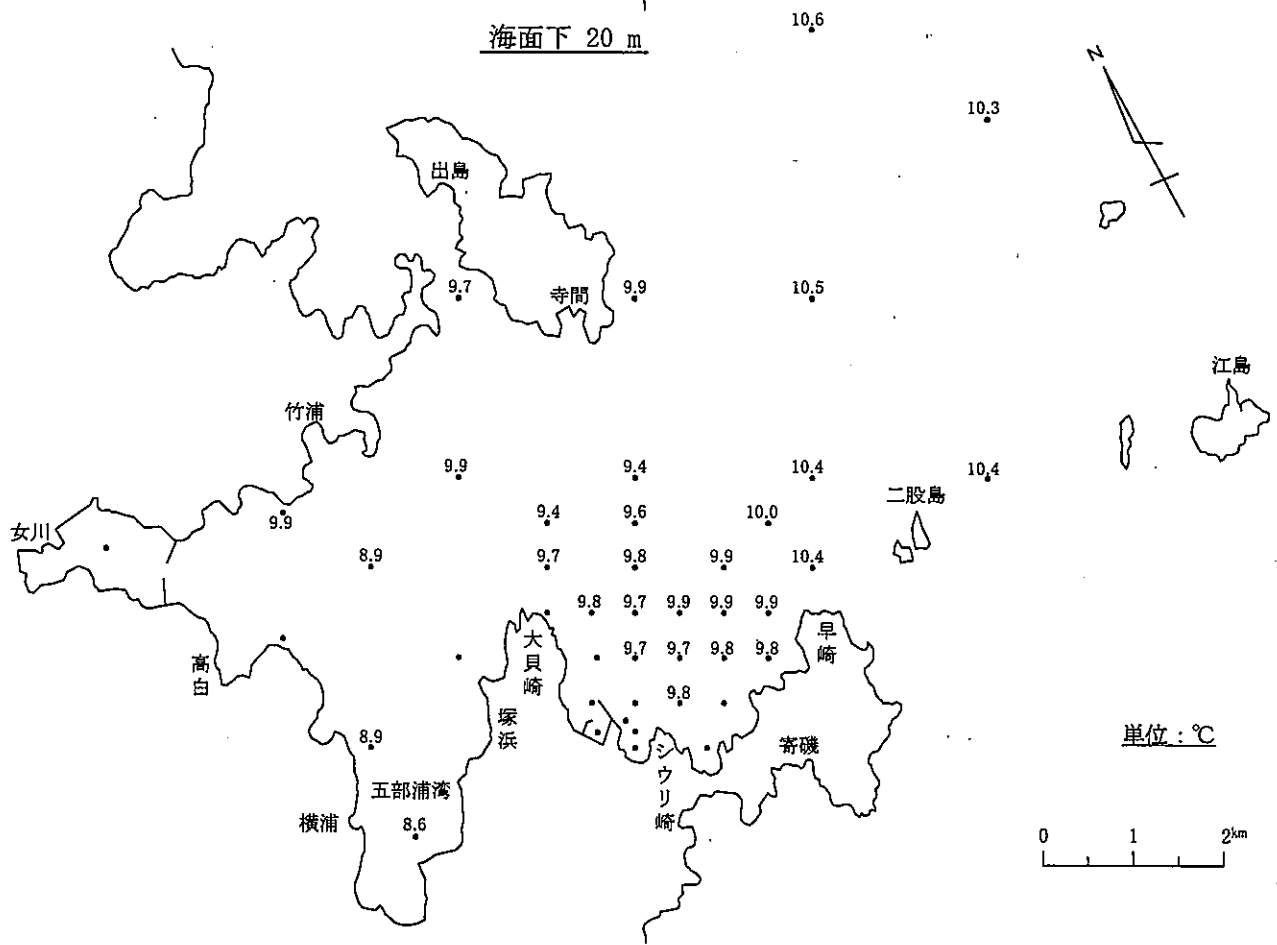 海面下 20 m
10.6
N
10.3
出島
9.7
寺間
9.9
10.5
江島
竹浦
9.9
9.4
10.4
10.4
二股島
9.4
9.6
10.0
女川
9.9
8.9
9.7
9.8
9.9
10.4
9.8
9.7
9.9
9.9
9.9
大貝崎
早崎
9.7
9.7
9.8
9.8
高白
9.8
塚浜
シウリ崎
寄磯
単位:℃
8.9
五部浦湾
横浦
8.6
0 1 2km